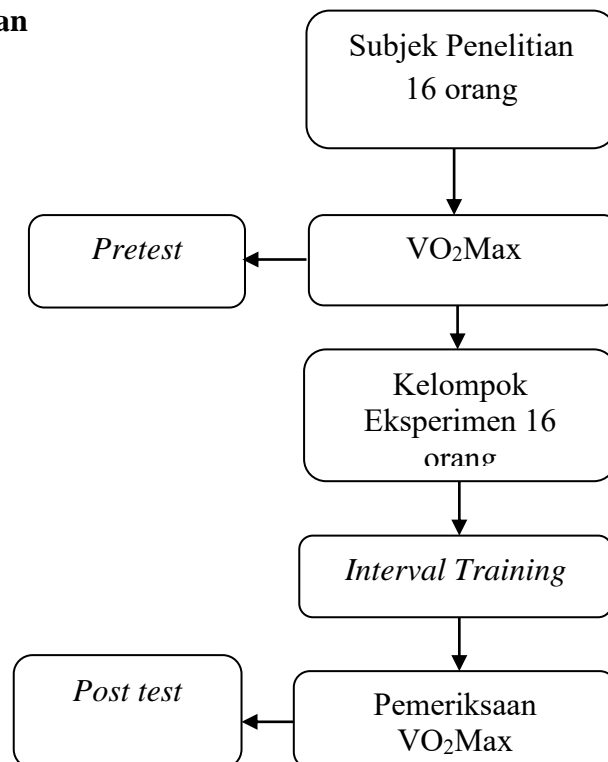 an
Subjek Penelitian
16 orang
Pretest
VO₂Max
Kelompok
Eksperimen 16
orang
Interval Training
Post test
Pemeriksaan
VO₂Max